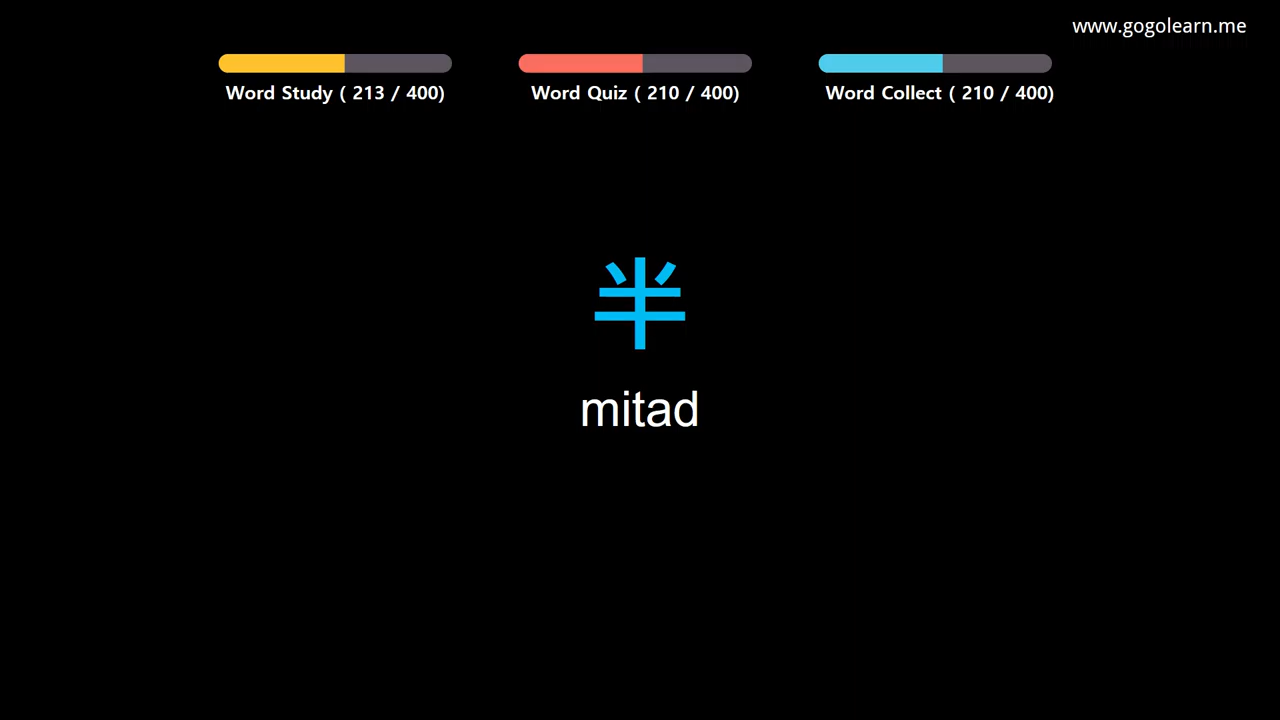 www.gogolearn.me
Word Study ( 213 / 400)
Word Quiz ( 210 / 400)
Word Collect ( 210 / 400)
半
mitad